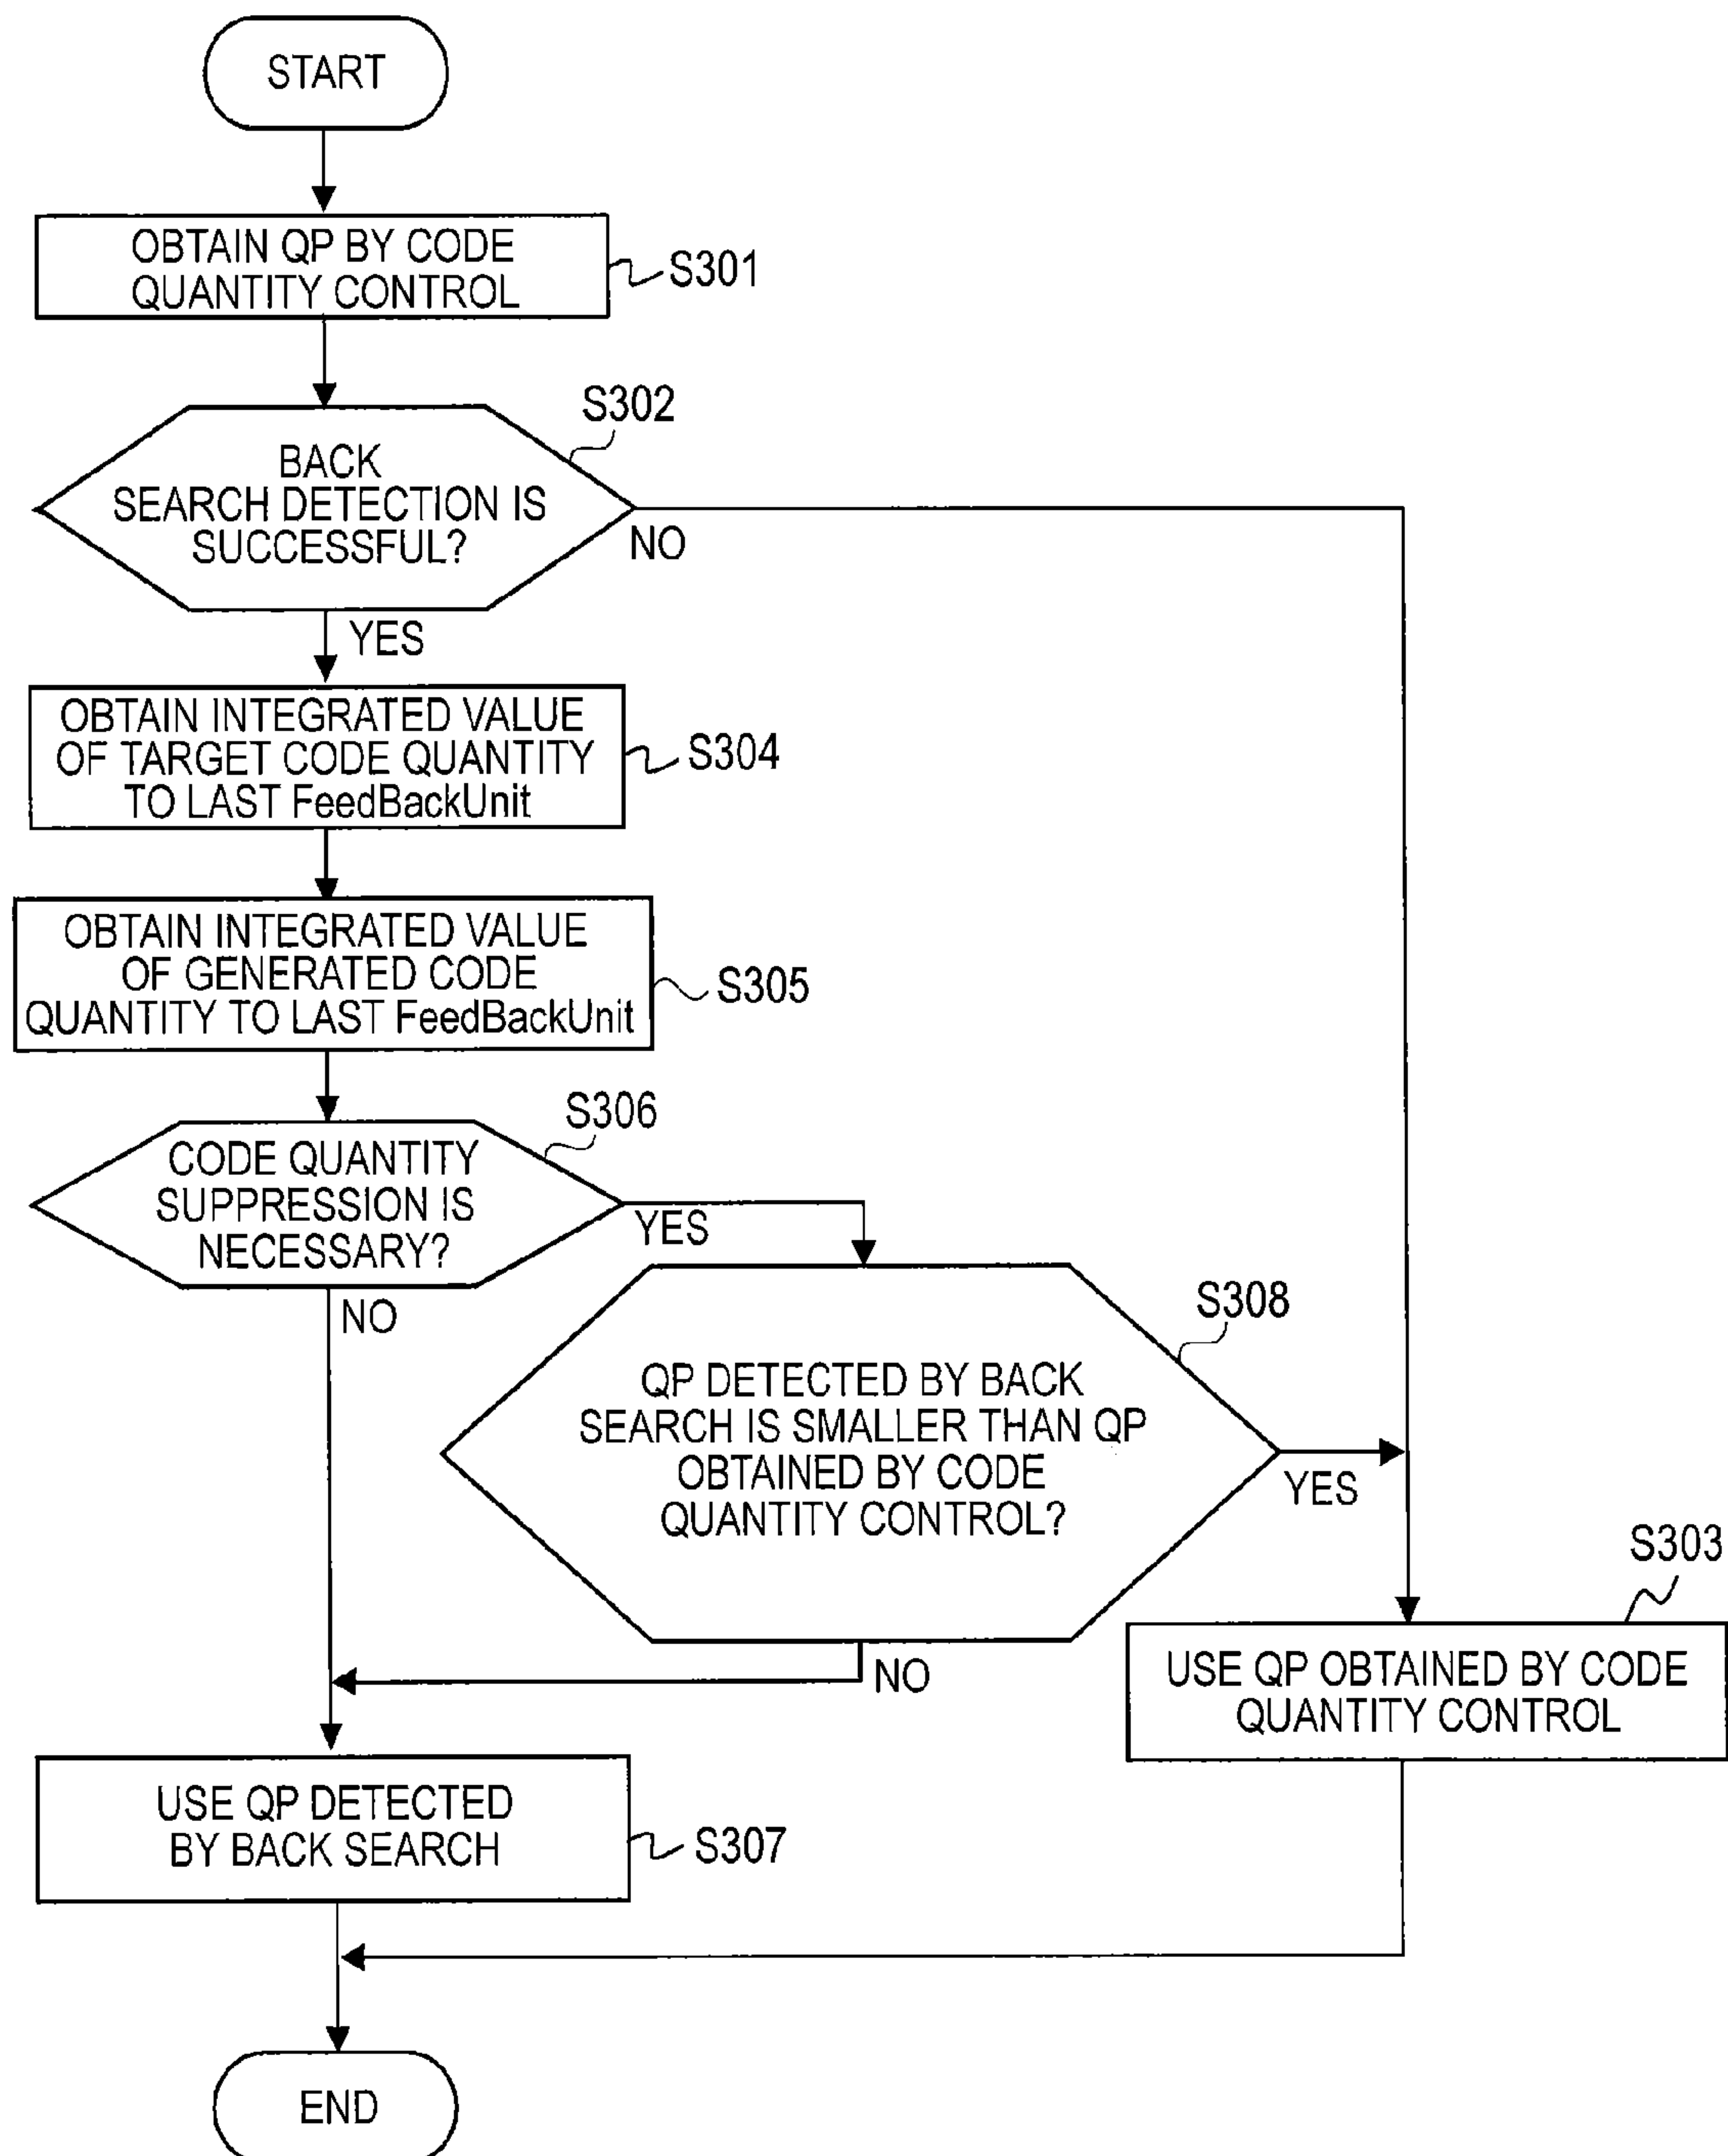 START
OBTAIN QP BY CODE
QUANTITY CONTROL
S301
S302
BACK
SEARCH DETECTION IS
SUCCESSFUL?
NO
YES
OBTAIN INTEGRATED VALUE
OF TARGET CODE QUANTITY
TO LAST FeedBackUnit
S304
OBTAIN INTEGRATED VALUE
OF GENERATED CODE
QUANTITY TO LAST FeedBackUnit
S305
S306
CODE QUANTITY
SUPPRESSION IS
NECESSARY?
YES
NO
S308
QP DETECTED BY BACK
SEARCH IS SMALLER THAN QP
OBTAINED BY CODE
QUANTITY CONTROL?
YES
NO
S303
USE QP OBTAINED BY CODE
QUANTITY CONTROL
USE QP DETECTED
BY BACK SEARCH
S307
END